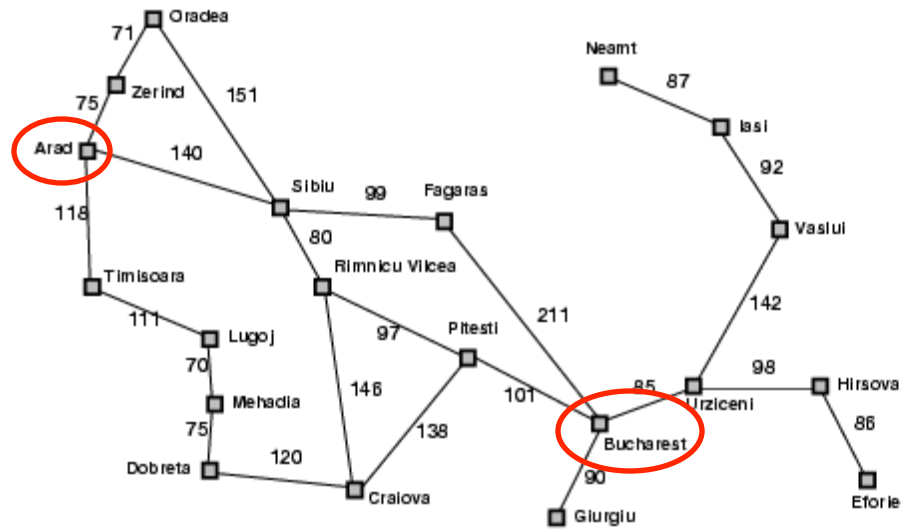 Oradea
71
Neamt
87
Zerind
151
75
Iasi
Arad
140
92
Sibiu
99
Fagaras
118
80
Vaslui
Rimnicu Vilcea
Timisoara
142
111
211
Lugoj
97
Pitesti
70
98
Hirsova
146
101
85
Urziceni
Mehadia
86
75
138
Bucharest
120
Dobreta
90
Craiova
Eforie
Giurgiu